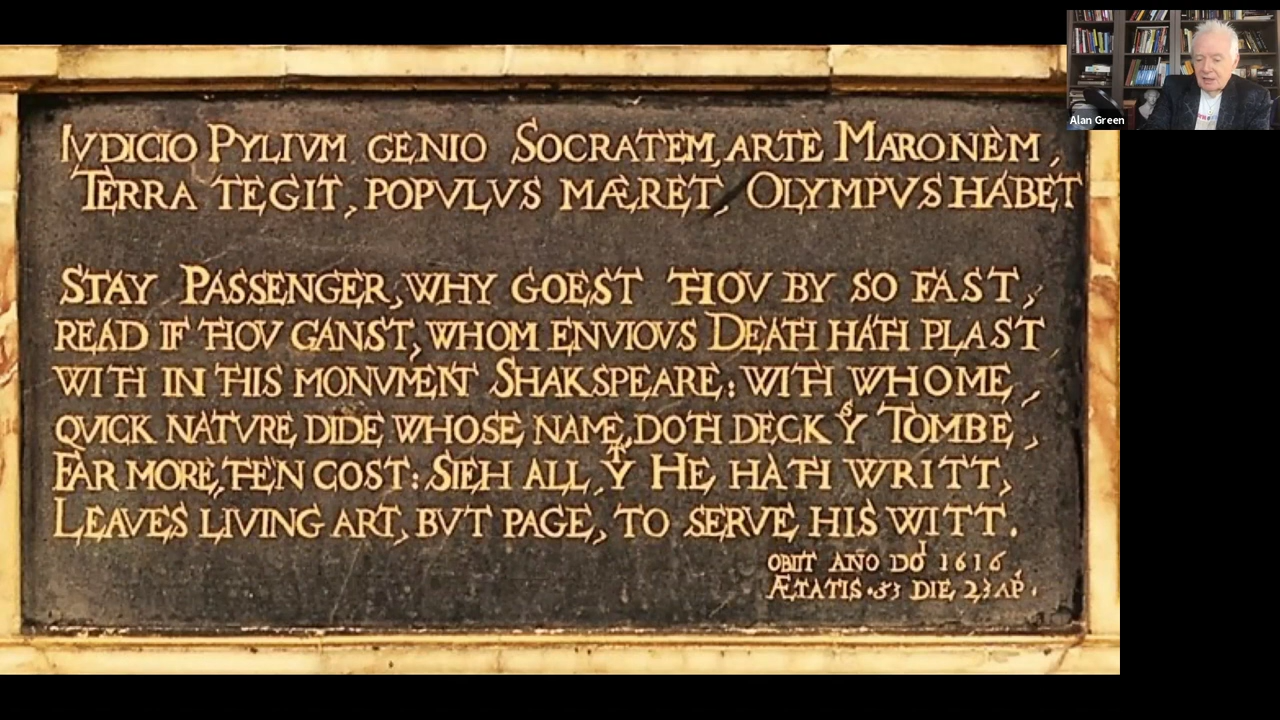 IVDICIO PYLIVM GENIO SOCRATEM, ARTE MARONEM,
TERRA TEGIT, POPVLVS MÆRET, OLYMPVS HABET
STAY PASSENGER, WHY GOEST THOV BY SO FAST,
READ IF THOV CANST, WHOM ENVIOVS DEATH HATH PLAST
WITH IN THIS MONVMENT SHAKSPEARE: WITH WHOME,
QVICK NATVRE DIDE WHOSE NAME, DOTH DECK Yˢ TOMBE,
FAR MORE, THEN COST: SIEH ALL, Yᵀ HE HATH WRITT,
LEAVES LIVING ART, BVT PAGE, TO SERVE HIS WITT.
OBIIT AÑO DOⁱ 1616,
ÆTATIS·53 DIE 23 AP.
Alan Green